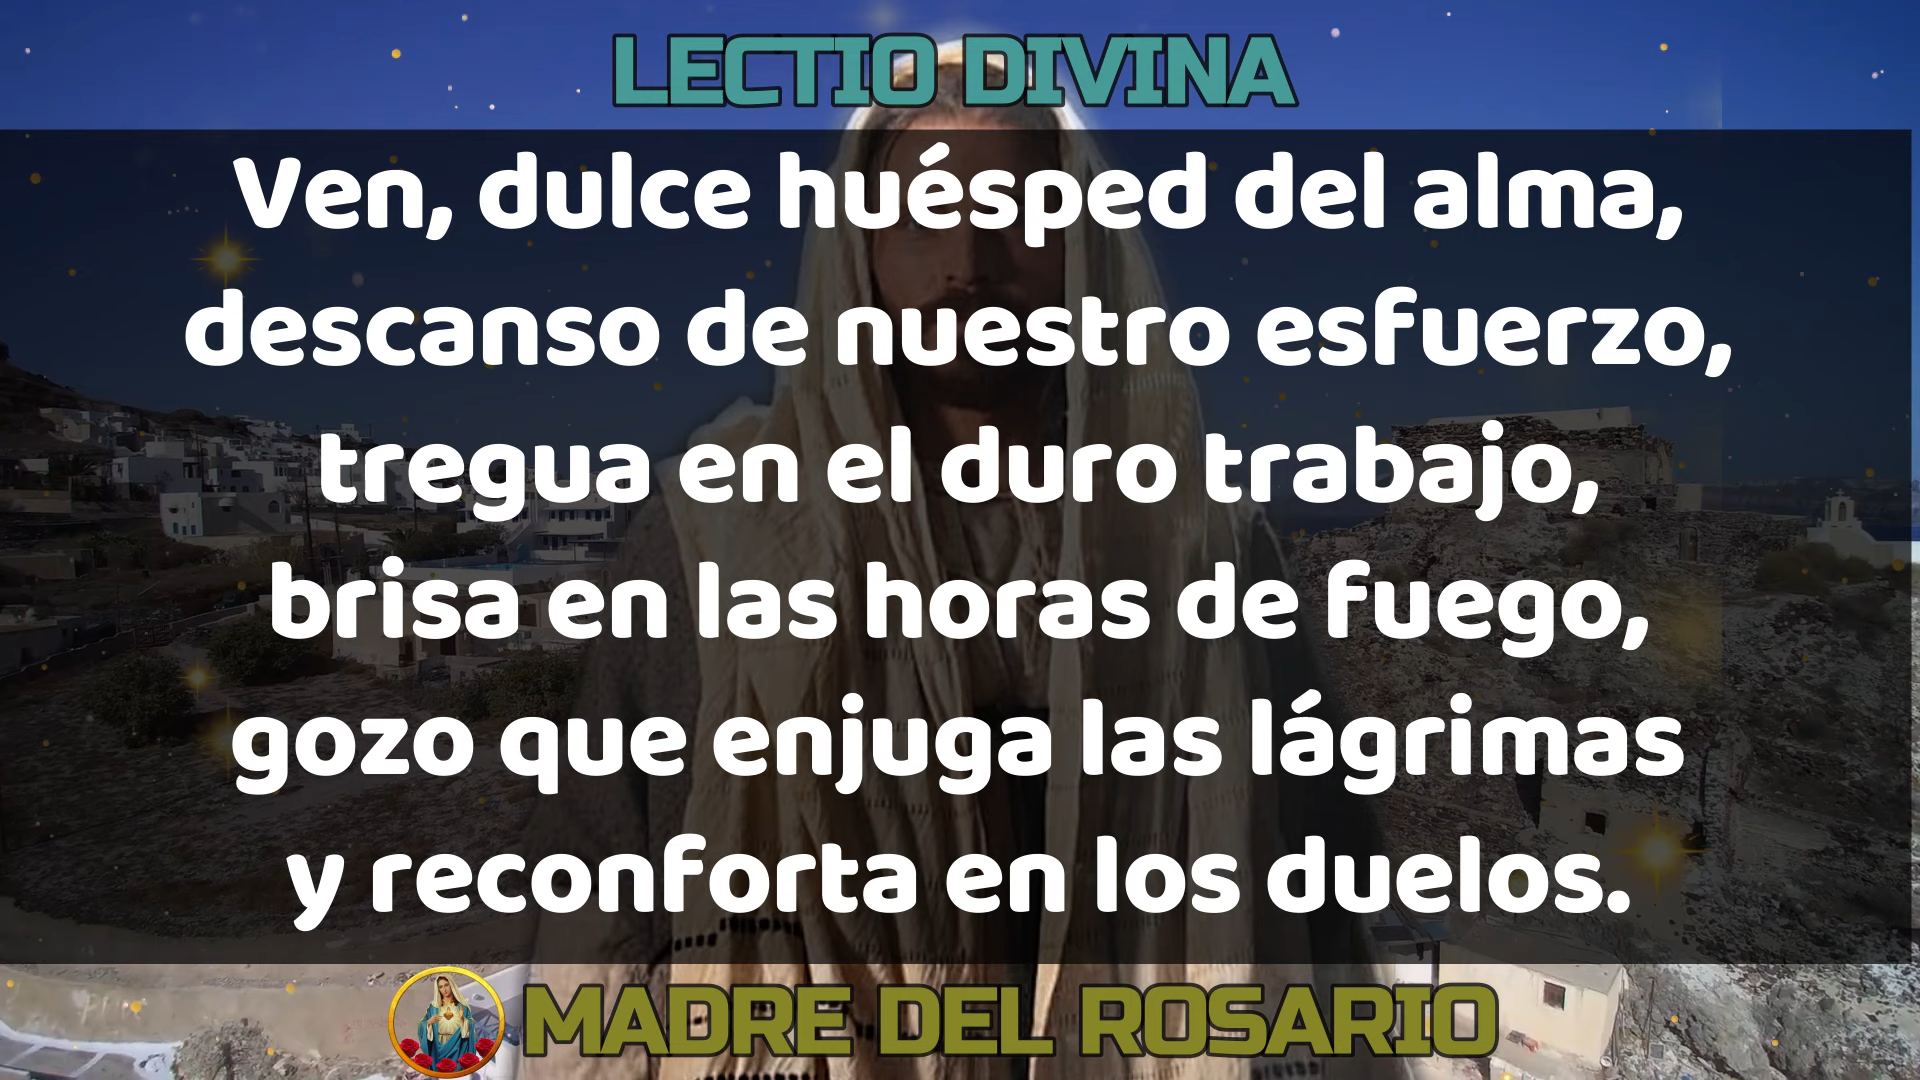 LECTIO DIVINA
Ven, dulce huésped del alma,
descanso de nuestro esfuerzo,
tregua en el duro trabajo,
brisa en las horas de fuego,
gozo que enjuga las lágrimas
y reconforta en los duelos.
MADRE DEL ROSARIO